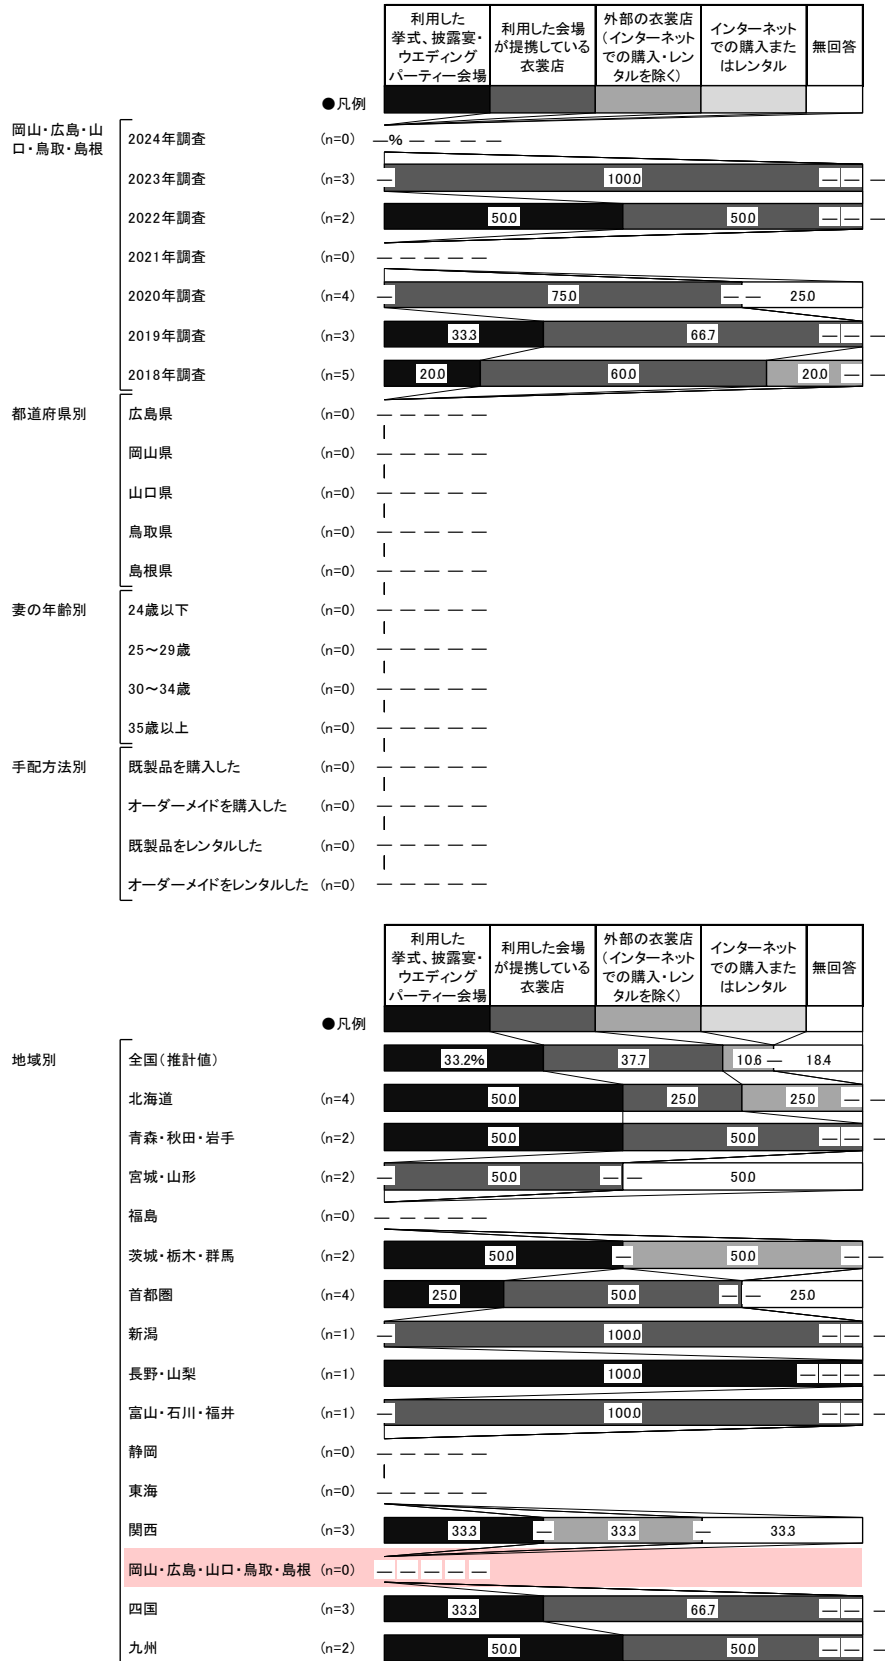 利用した
挙式、披露宴・
ウエディング
パーティー会場
利用した会場
が提携している
衣裳店
外部の衣裳店
（インターネット
での購入・レン
タルを除く）
インターネット
での購入また
はレンタル
無回答
●凡例
岡山・広島・山
口・鳥取・島根
2024年調査 (n=0) ―% ― ― ― ―
2023年調査 (n=3) ― 100.0 ― ― ―
2022年調査 (n=2) 50.0 50.0 ― ― ―
2021年調査 (n=0) ― ― ― ― ―
2020年調査 (n=4) ― 75.0 ― ― 25.0
2019年調査 (n=3) 33.3 66.7 ― ― ―
2018年調査 (n=5) 20.0 60.0 20.0 ― ―
都道府県別 広島県 (n=0) ― ― ― ― ―
岡山県 (n=0) ― ― ― ― ―
山口県 (n=0) ― ― ― ― ―
鳥取県 (n=0) ― ― ― ― ―
島根県 (n=0) ― ― ― ― ―
妻の年齢別 24歳以下 (n=0) ― ― ― ― ―
25～29歳 (n=0) ― ― ― ― ―
30～34歳 (n=0) ― ― ― ― ―
35歳以上 (n=0) ― ― ― ― ―
手配方法別 既製品を購入した (n=0) ― ― ― ― ―
オーダーメイドを購入した (n=0) ― ― ― ― ―
既製品をレンタルした (n=0) ― ― ― ― ―
オーダーメイドをレンタルした (n=0) ― ― ― ― ―
利用した
挙式、披露宴・
ウエディング
パーティー会場
利用した会場
が提携している
衣裳店
外部の衣裳店
（インターネット
での購入・レン
タルを除く）
インターネット
での購入また
はレンタル
無回答
●凡例
地域別 全国（推計値） 33.2% 37.7 10.6 ― 18.4
北海道 (n=4) 50.0 25.0 25.0 ― ―
青森・秋田・岩手 (n=2) 50.0 50.0 ― ― ―
宮城・山形 (n=2) ― 50.0 ― ― 50.0
福島 (n=0) ― ― ― ― ―
茨城・栃木・群馬 (n=2) 50.0 ― 50.0 ― ―
首都圏 (n=4) 25.0 50.0 ― ― 25.0
新潟 (n=1) ― 100.0 ― ― ―
長野・山梨 (n=1) 100.0 ― ― ― ―
富山・石川・福井 (n=1) ― 100.0 ― ― ―
静岡 (n=0) ― ― ― ― ―
東海 (n=0) ― ― ― ― ―
関西 (n=3) 33.3 ― 33.3 ― 33.3
岡山・広島・山口・鳥取・島根 (n=0) ― ― ― ― ―
四国 (n=3) 33.3 66.7 ― ― ―
九州 (n=2) 50.0 50.0 ― ― ―